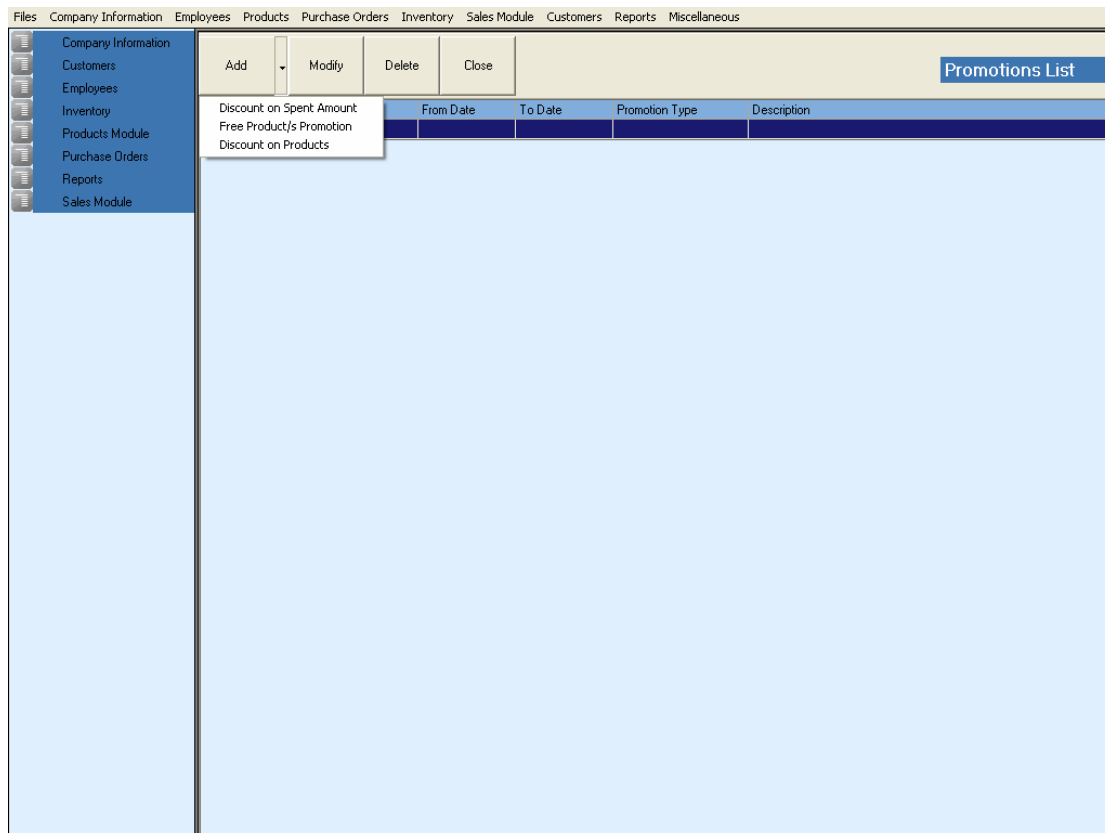 Files Company Information Employees Products Purchase Orders Inventory Sales Module Customers Reports Miscellaneous
Company Information
Customers
Employees
Inventory
Products Module
Purchase Orders
Reports
Sales Module
Add Modify Delete Close
Promotions List
Discount on Spent Amount
Free Product/s Promotion
Discount on Products
From Date To Date Promotion Type Description